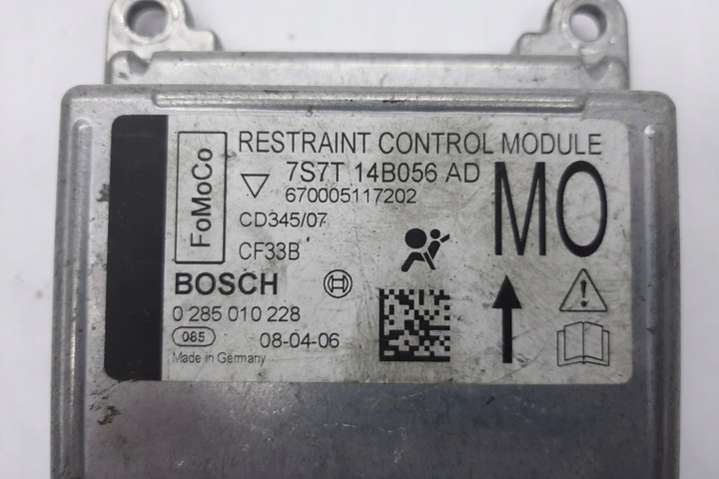 FoMoCo
RESTRAINT CONTROL MODULE
7S7T 14B056 AD
670005117202
MO
CD345/07
CF33B
BOSCH
0 285 010 228
085 08-04-06
Made in Germany